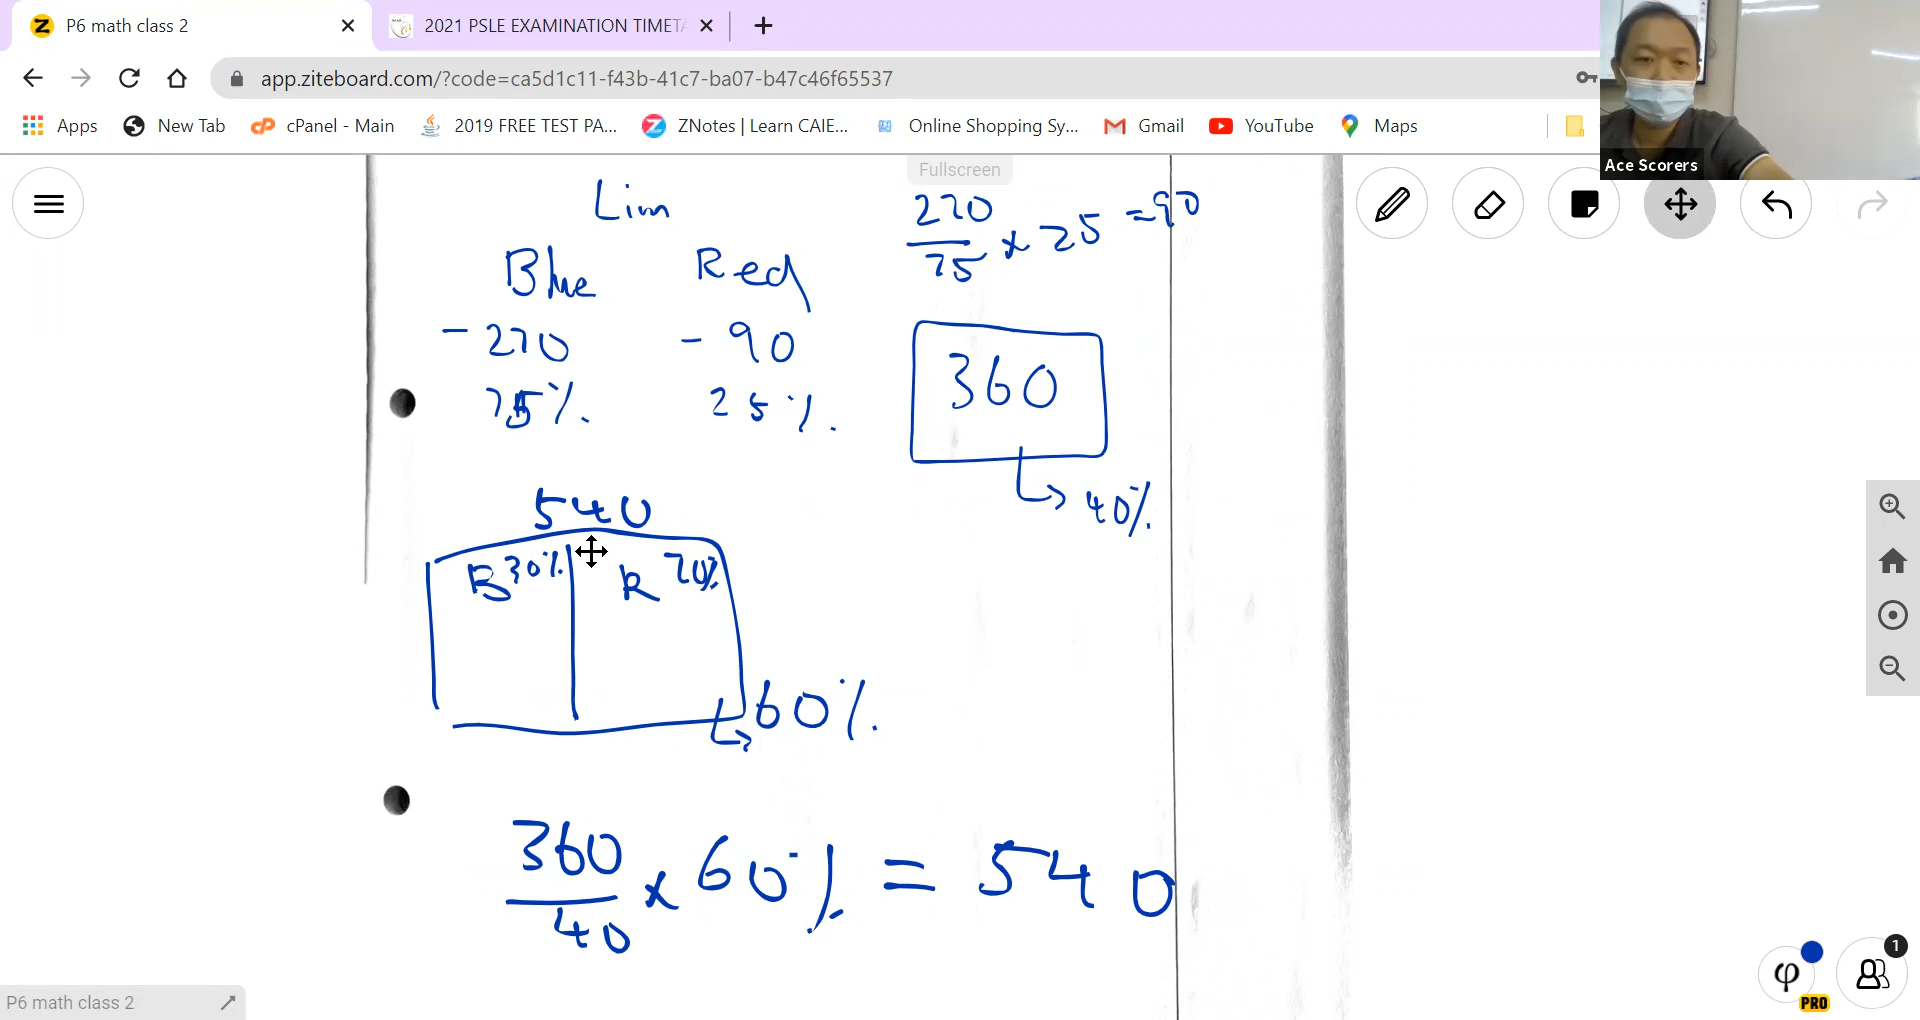 P6 math class 2
2021 PSLE EXAMINATION TIMETA
app.ziteboard.com/?code=ca5d1c11-f43b-41c7-ba07-b47c46f65537
Apps
New Tab
cPanel - Main
2019 FREE TEST PA...
ZNotes | Learn CAIE...
Online Shopping Sy...
Gmail
YouTube
Maps
Ace Scorers
Fullscreen
Lim
270/75 × 25 = 90
Blue Red
- 270 - 90
75% 25%
360
40%
540
B 30% R 70%
60%
360/40 × 60% = 540
P6 math class 2
1
PRO